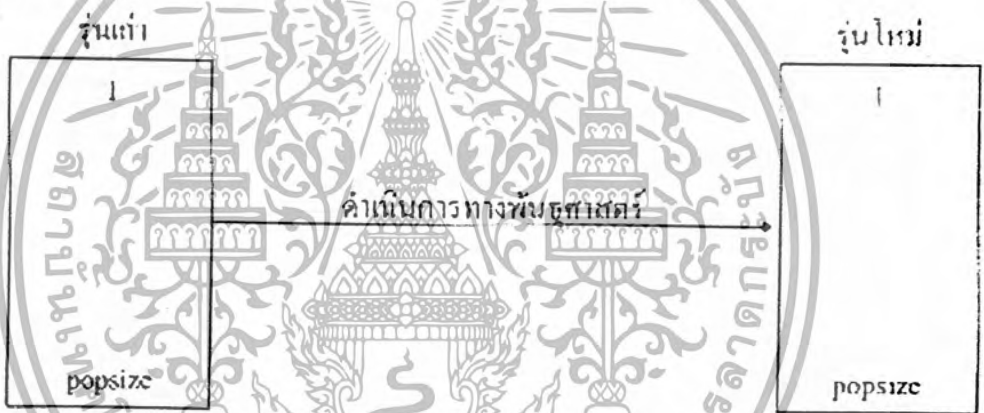 รุ่นเก่า
รุ่นใหม่
1
1
ดำเนินการทางพันธุศาสตร์
popsize
popsize